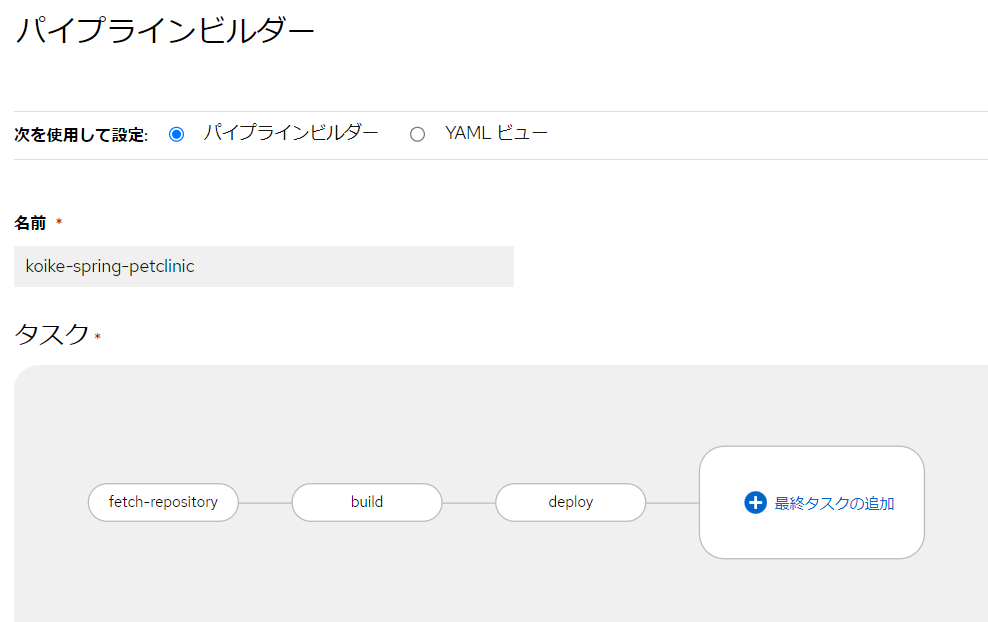 パイプラインビルダー
次を使用して設定: パイプラインビルダー YAML ビュー
名前 *
koike-spring-petclinic
タスク *
fetch-repository build deploy 最終タスクの追加